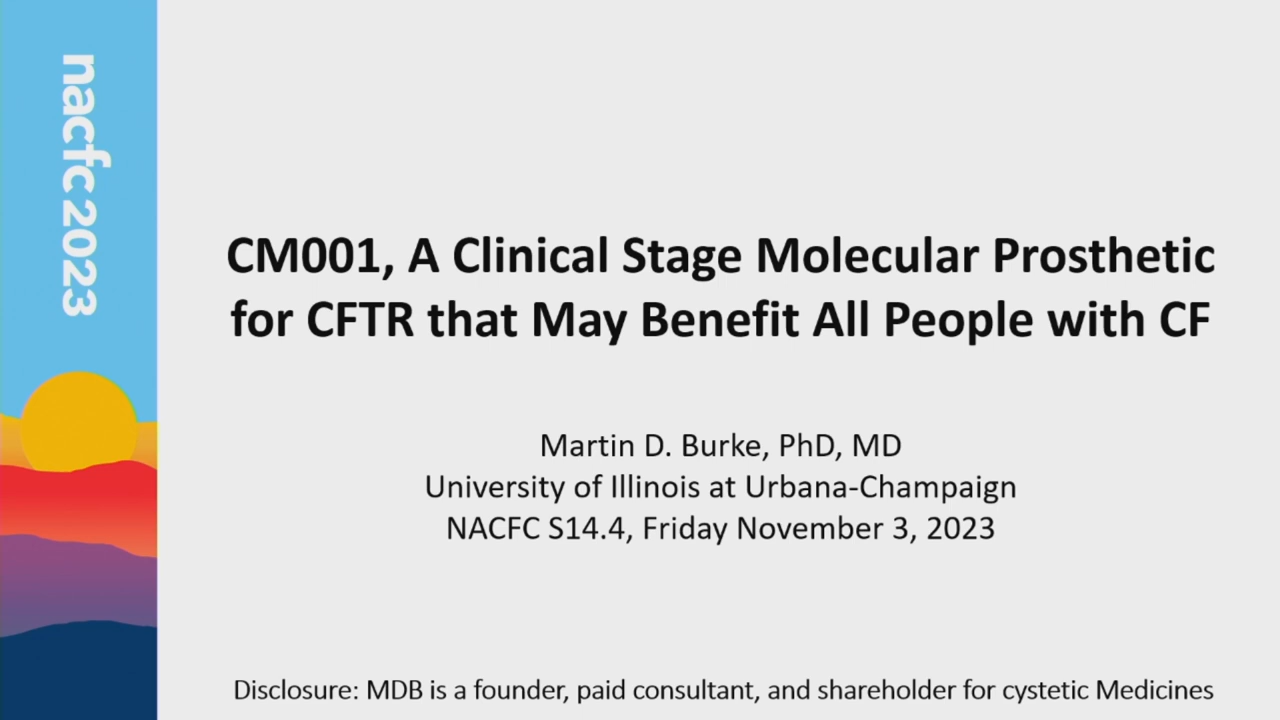 nacfc 2023
CM001, A Clinical Stage Molecular Prosthetic
for CFTR that May Benefit All People with CF
Martin D. Burke, PhD, MD
University of Illinois at Urbana-Champaign
NACFC S14.4, Friday November 3, 2023
Disclosure: MDB is a founder, paid consultant, and shareholder for cystetic Medicines